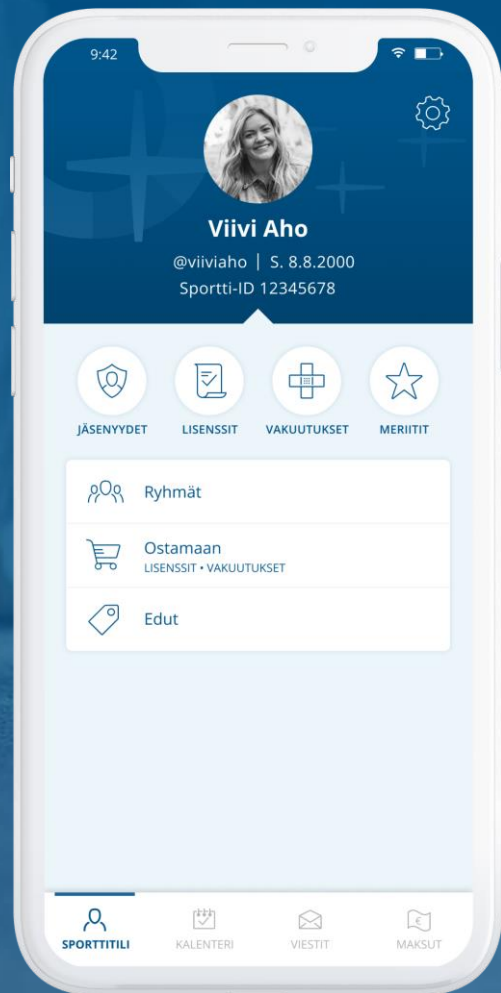 9:42
Viivi Aho
@viiviaho | S. 8.8.2000
Sportti-ID 12345678
JÄSENYYDET LISENSSIT VAKUUTUKSET MERIITIT
Ryhmät
Ostamaan
LISENSSIT • VAKUUTUKSET
Edut
SPORTTITILI KALENTERI VIESTIT MAKSUT